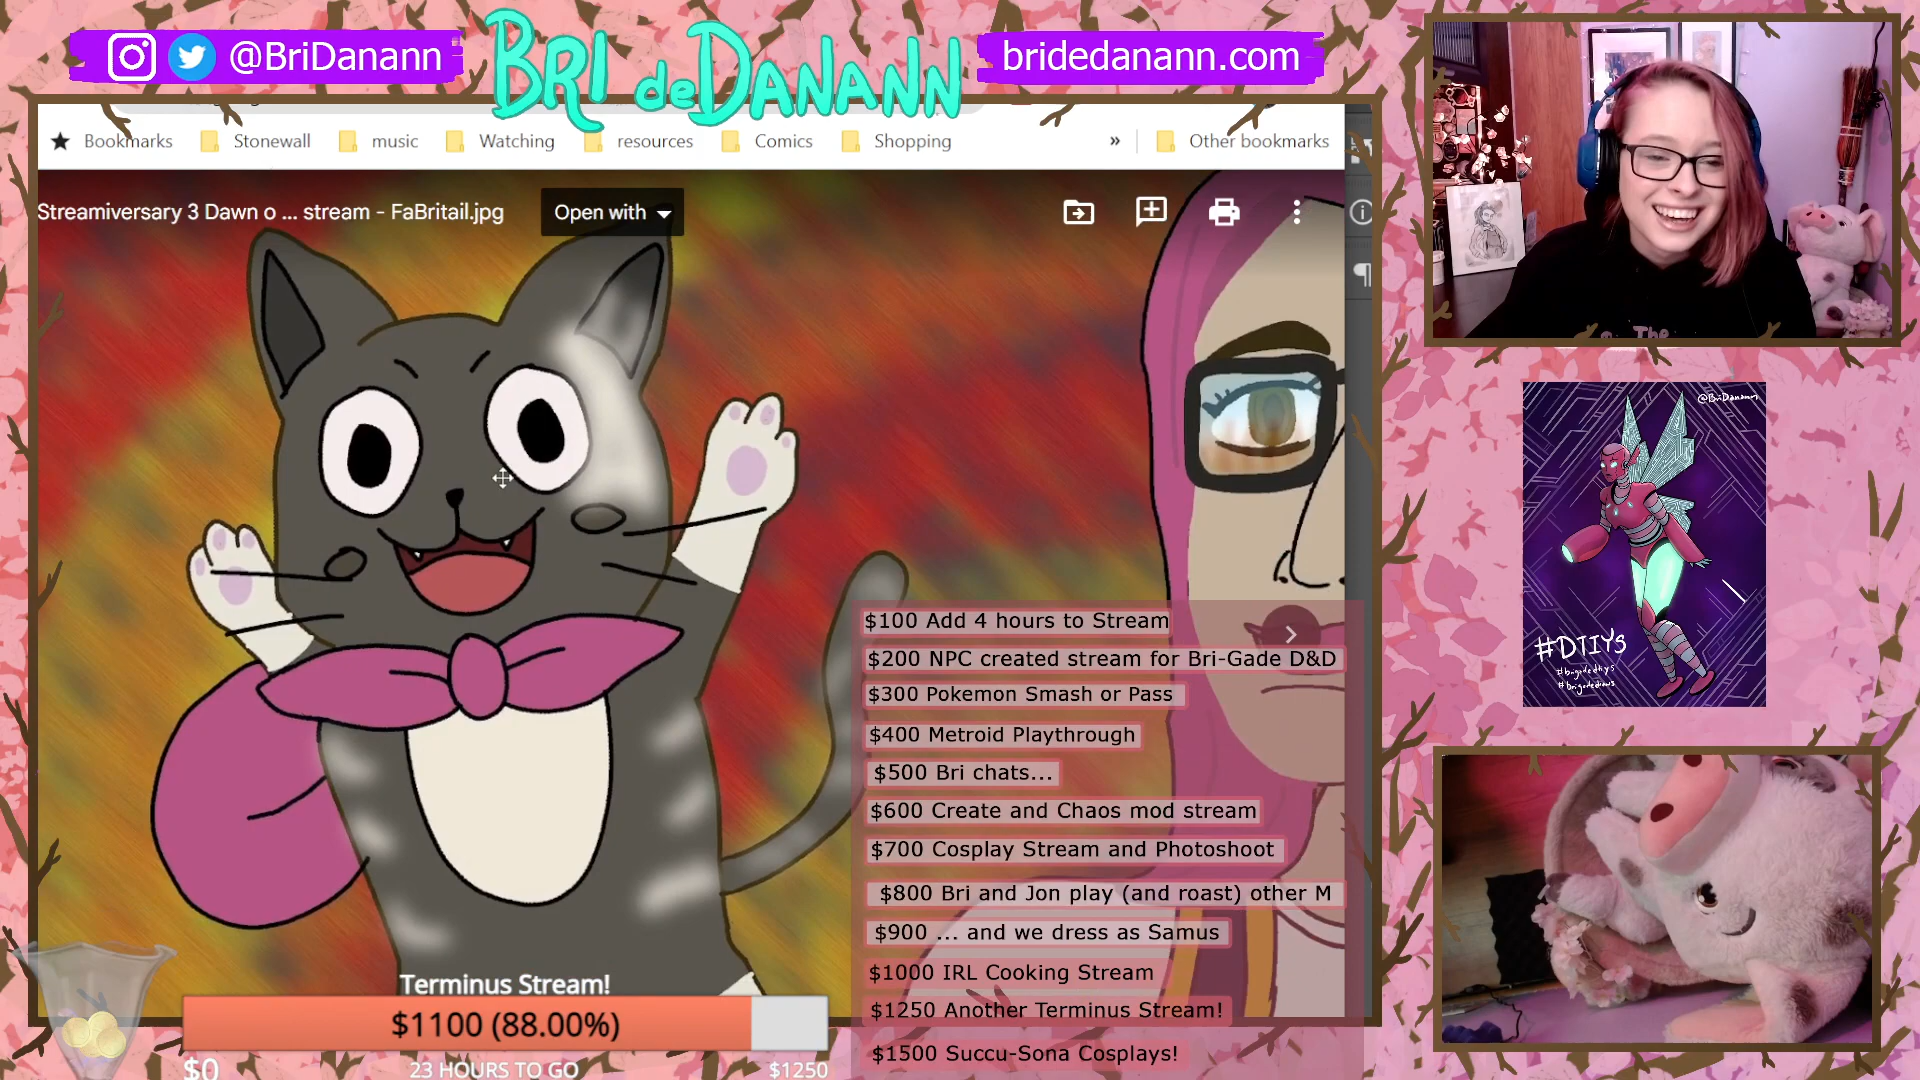 @BriDanann
BRI deDANANN
bridedanann.com
Bookmarks Stonewall music Watching resources Comics Shopping » Other bookmarks
Streamiversary 3 Dawn o ... stream - FaBritail.jpg Open with
The
@BriDanann
#DTIYS
#brigadedtiys
#brigadedraws
$100 Add 4 hours to Stream
$200 NPC created stream for Bri-Gade D&D
$300 Pokemon Smash or Pass
$400 Metroid Playthrough
$500 Bri chats...
$600 Create and Chaos mod stream
$700 Cosplay Stream and Photoshoot
$800 Bri and Jon play (and roast) other M
$900 ... and we dress as Samus
$1000 IRL Cooking Stream
$1250 Another Terminus Stream!
$1500 Succu-Sona Cosplays!
Terminus Stream!
$1100 (88.00%)
$0 23 HOURS TO GO $1250